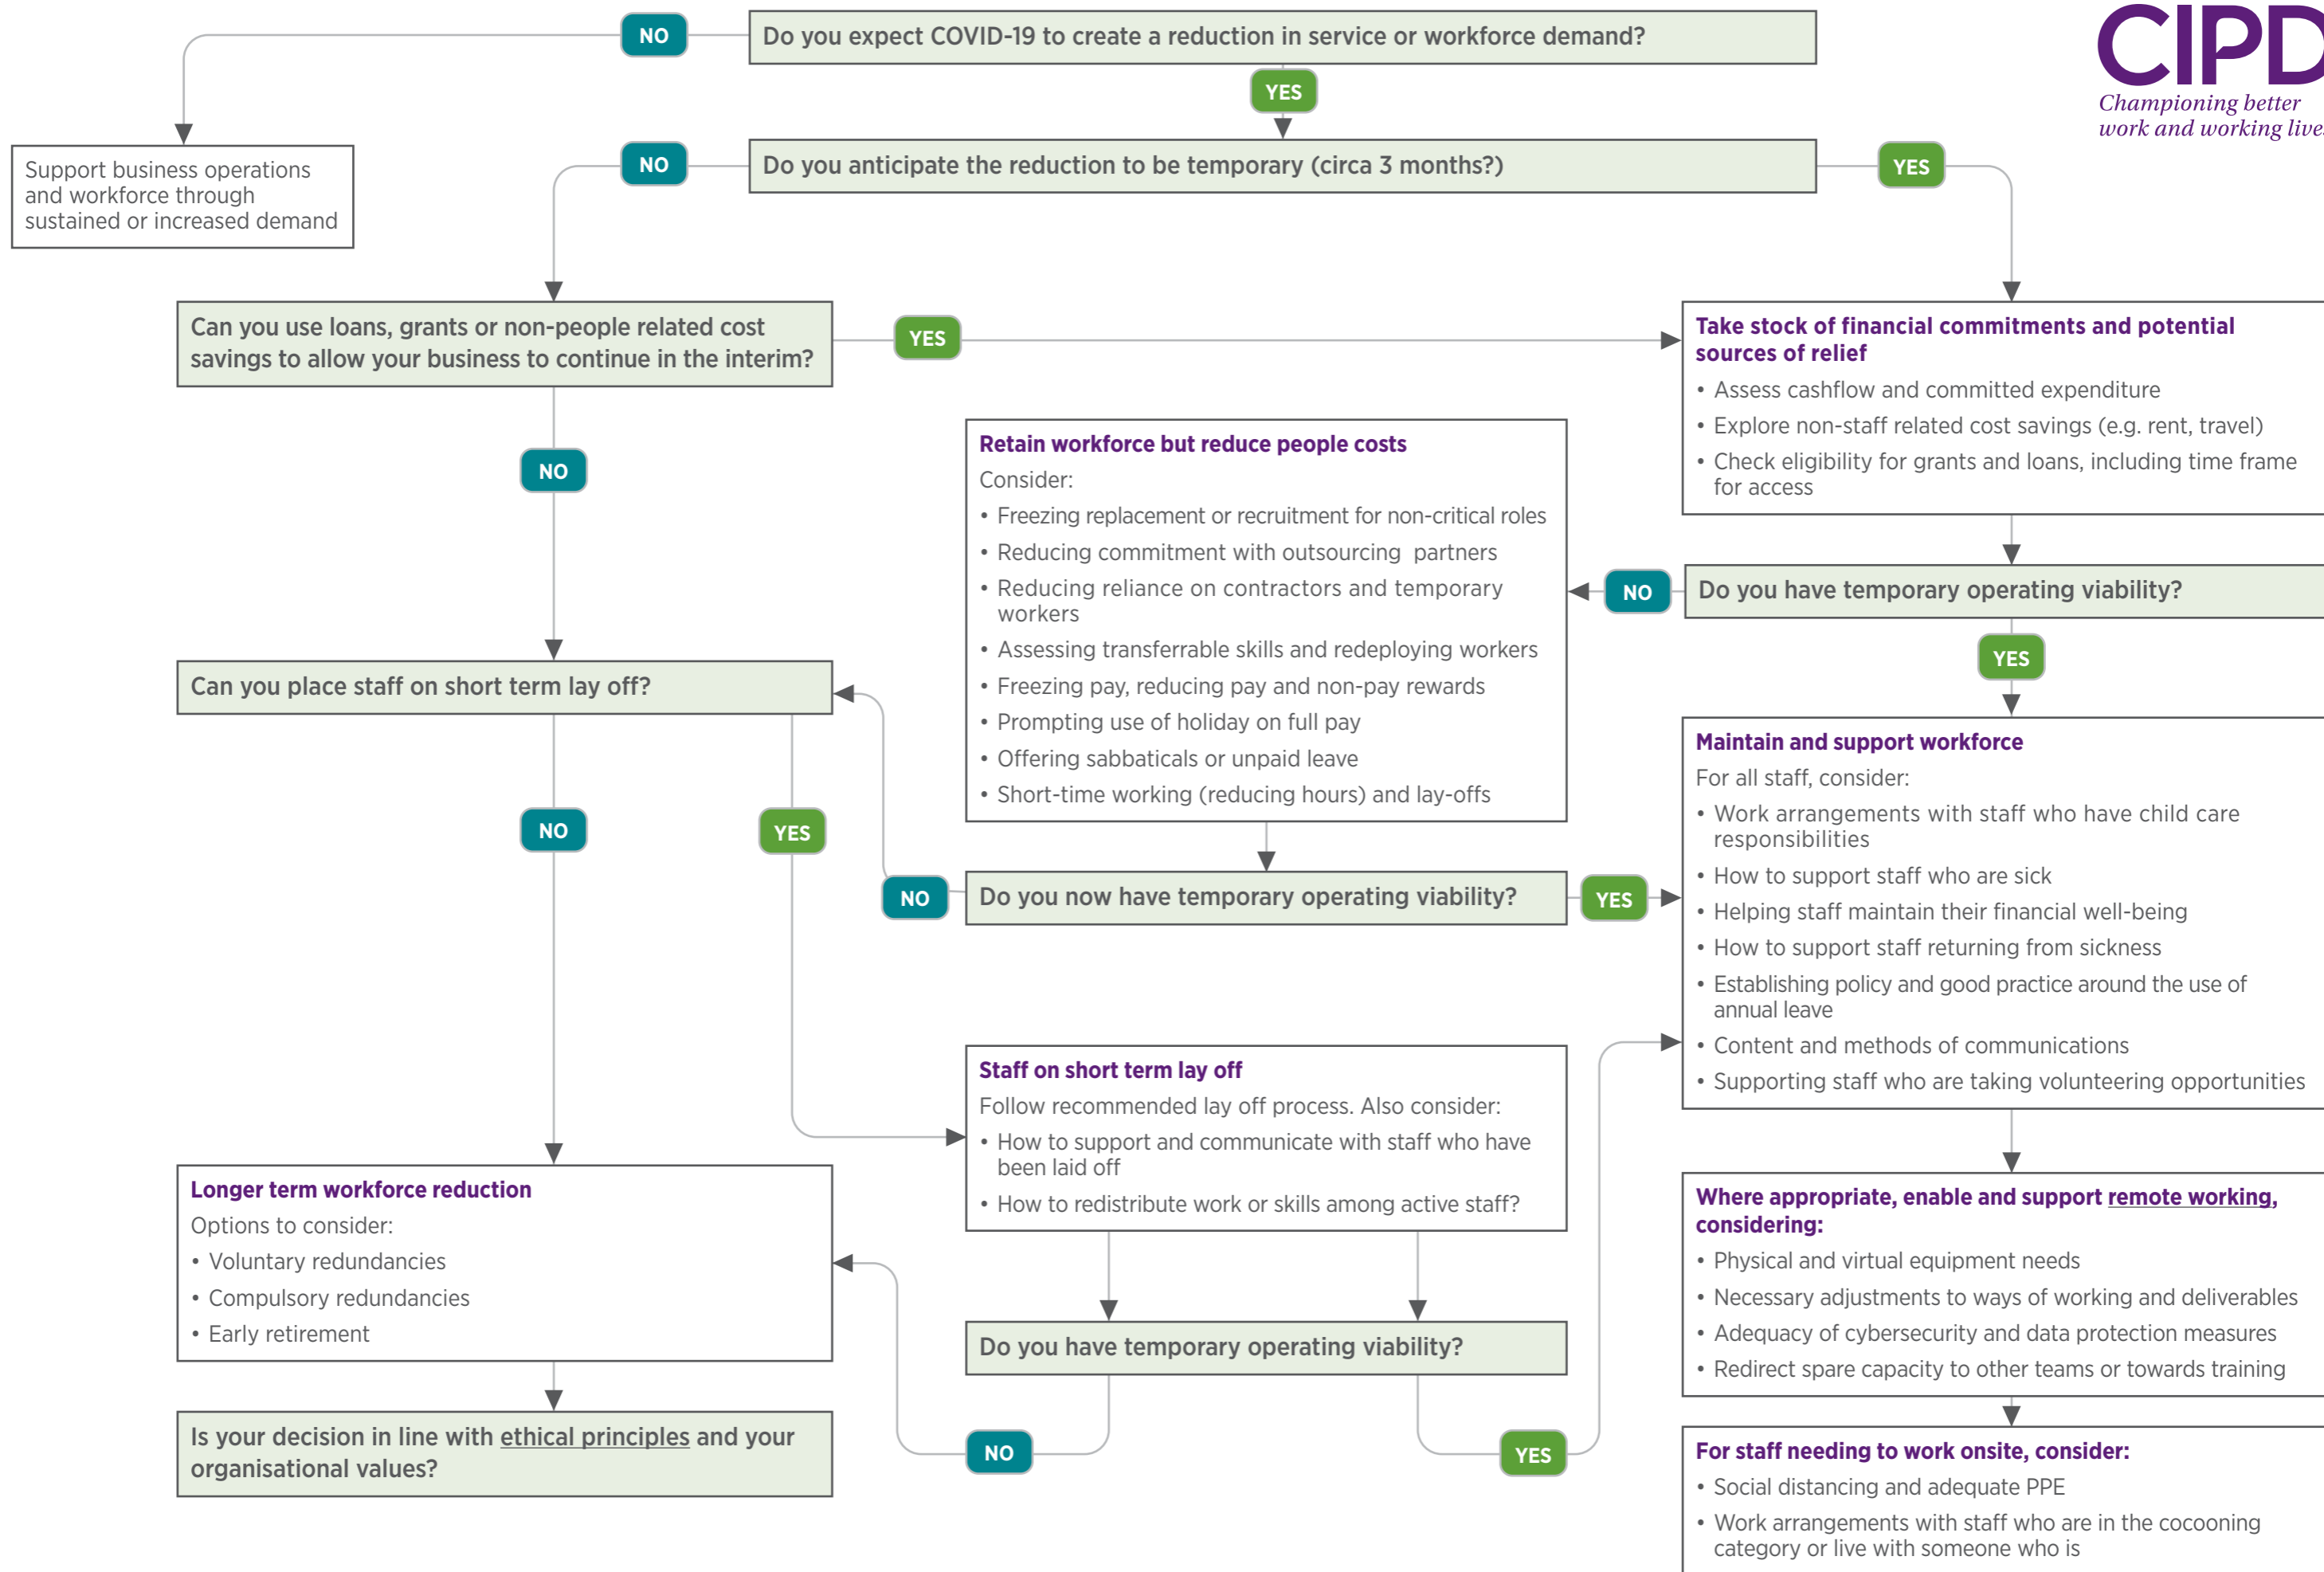 NO
Do you expect COVID-19 to create a reduction in service or workforce demand?
CIPD
Championing better
work and working lives
YES
Support business operations
and workforce through
sustained or increased demand
NO
Do you anticipate the reduction to be temporary (circa 3 months?)
YES
Can you use loans, grants or non-people related cost
savings to allow your business to continue in the interim?
YES
Take stock of financial commitments and potential
sources of relief
• Assess cashflow and committed expenditure
• Explore non-staff related cost savings (e.g. rent, travel)
• Check eligibility for grants and loans, including time frame
for access
NO
Retain workforce but reduce people costs
Consider:
• Freezing replacement or recruitment for non-critical roles
• Reducing commitment with outsourcing partners
• Reducing reliance on contractors and temporary
workers
• Assessing transferrable skills and redeploying workers
• Freezing pay, reducing pay and non-pay rewards
• Prompting use of holiday on full pay
• Offering sabbaticals or unpaid leave
• Short-time working (reducing hours) and lay-offs
NO
Do you have temporary operating viability?
YES
Can you place staff on short term lay off?
NO
YES
NO
Do you now have temporary operating viability?
YES
Maintain and support workforce
For all staff, consider:
• Work arrangements with staff who have child care
responsibilities
• How to support staff who are sick
• Helping staff maintain their financial well-being
• How to support staff returning from sickness
• Establishing policy and good practice around the use of
annual leave
• Content and methods of communications
• Supporting staff who are taking volunteering opportunities
Staff on short term lay off
Follow recommended lay off process. Also consider:
• How to support and communicate with staff who have
been laid off
• How to redistribute work or skills among active staff?
Longer term workforce reduction
Options to consider:
• Voluntary redundancies
• Compulsory redundancies
• Early retirement
Do you have temporary operating viability?
NO
YES
Is your decision in line with ethical principles and your
organisational values?
Where appropriate, enable and support remote working,
considering:
• Physical and virtual equipment needs
• Necessary adjustments to ways of working and deliverables
• Adequacy of cybersecurity and data protection measures
• Redirect spare capacity to other teams or towards training
For staff needing to work onsite, consider:
• Social distancing and adequate PPE
• Work arrangements with staff who are in the cocooning
category or live with someone who is